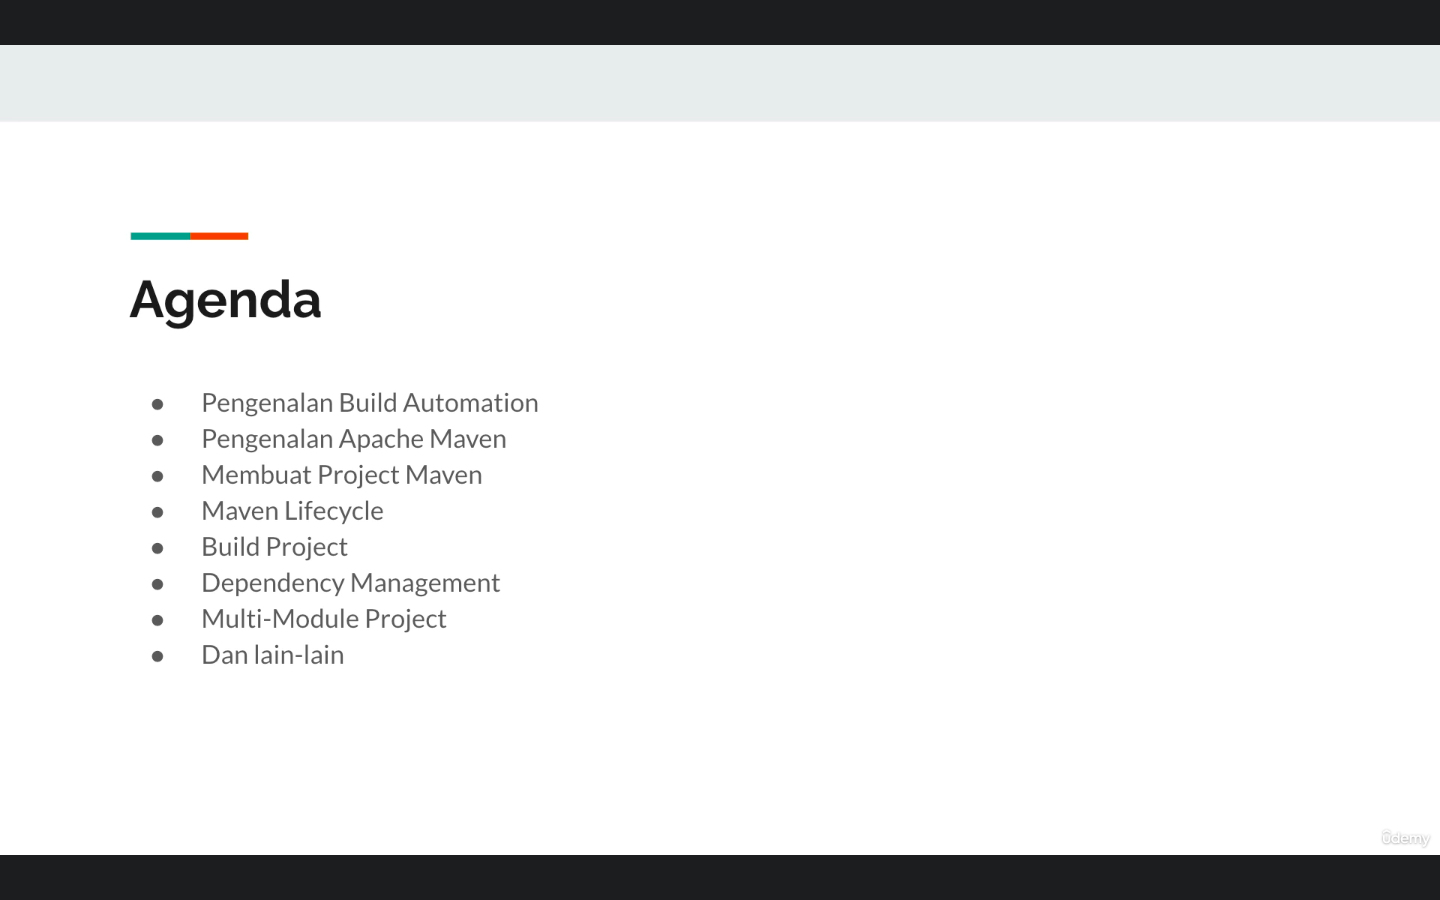 Agenda
● Pengenalan Build Automation
● Pengenalan Apache Maven
● Membuat Project Maven
● Maven Lifecycle
● Build Project
● Dependency Management
● Multi-Module Project
● Dan lain-lain
ûdemy